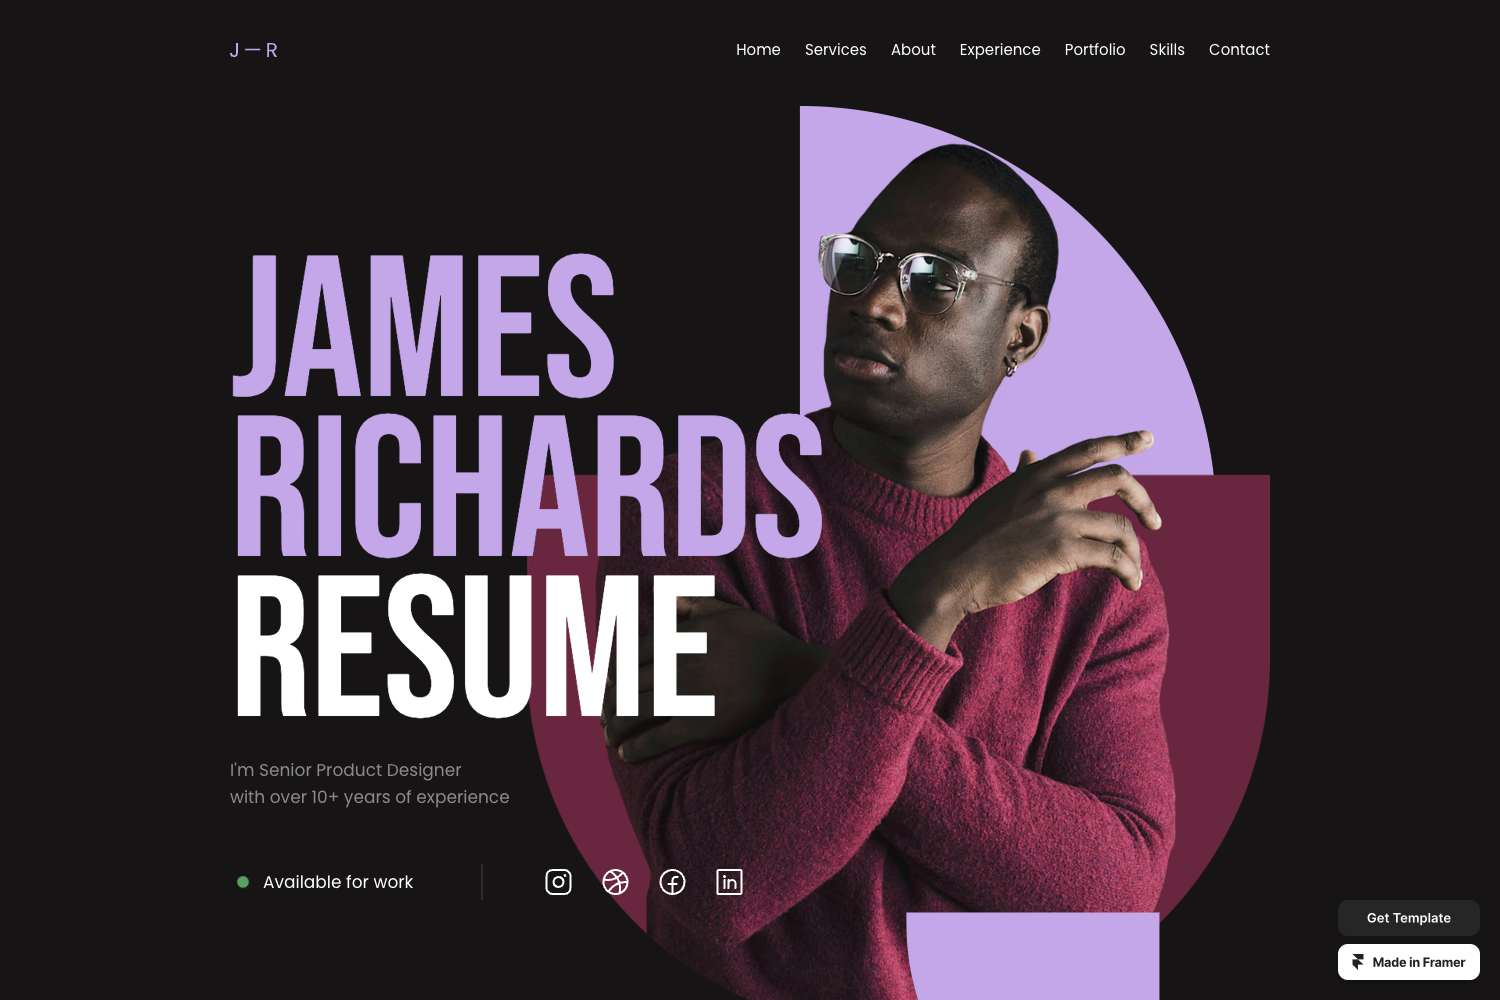 J — R
Home Services About Experience Portfolio Skills Contact
JAMES
RICHARDS
RESUME
I'm Senior Product Designer
with over 10+ years of experience
Available for work
in
Get Template
Made in Framer